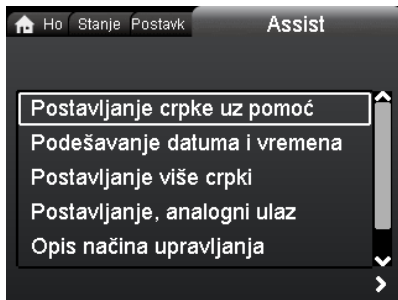 Ho Stanje Postavk Assist
Postavljanje crpke uz pomoć
Podešavanje datuma i vremena
Postavljanje više crpki
Postavljanje, analogni ulaz
Opis načina upravljanja